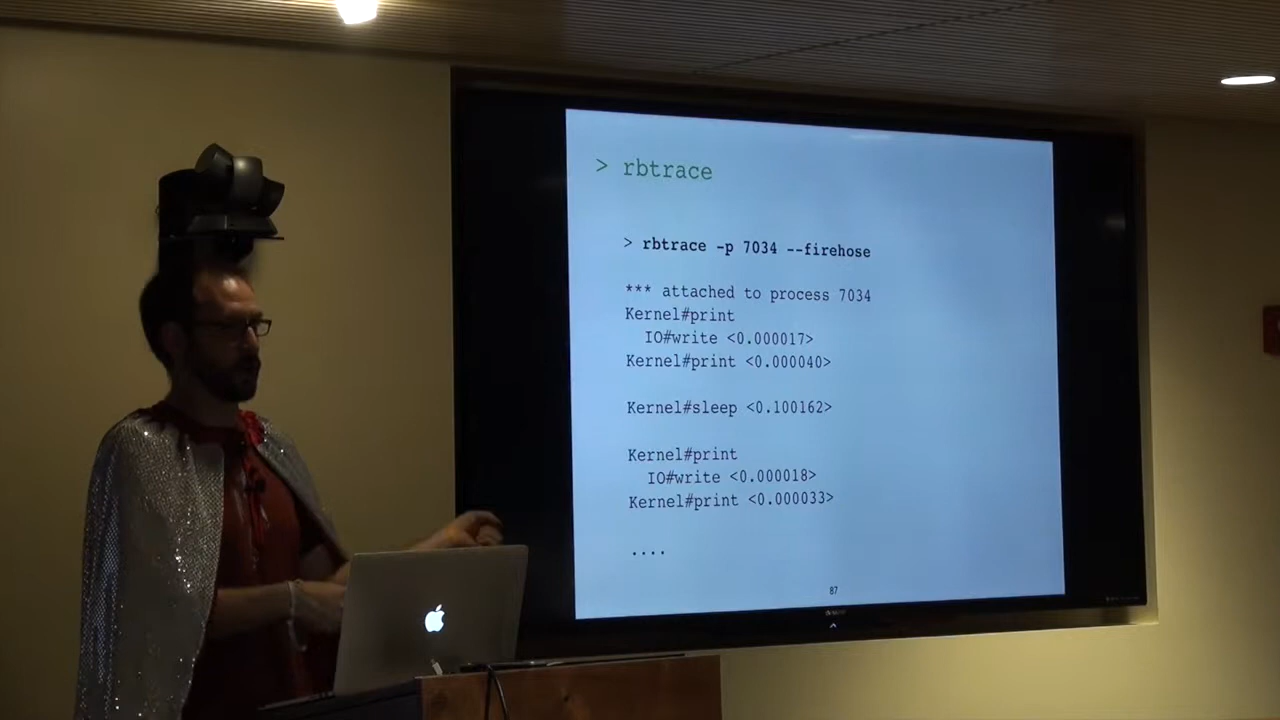 > rbtrace
> rbtrace -p 7034 --firehose
*** attached to process 7034
Kernel#print
IO#write <0.000017>
Kernel#print <0.000040>
Kernel#sleep <0.100162>
Kernel#print
IO#write <0.000018>
Kernel#print <0.000033>
....
87